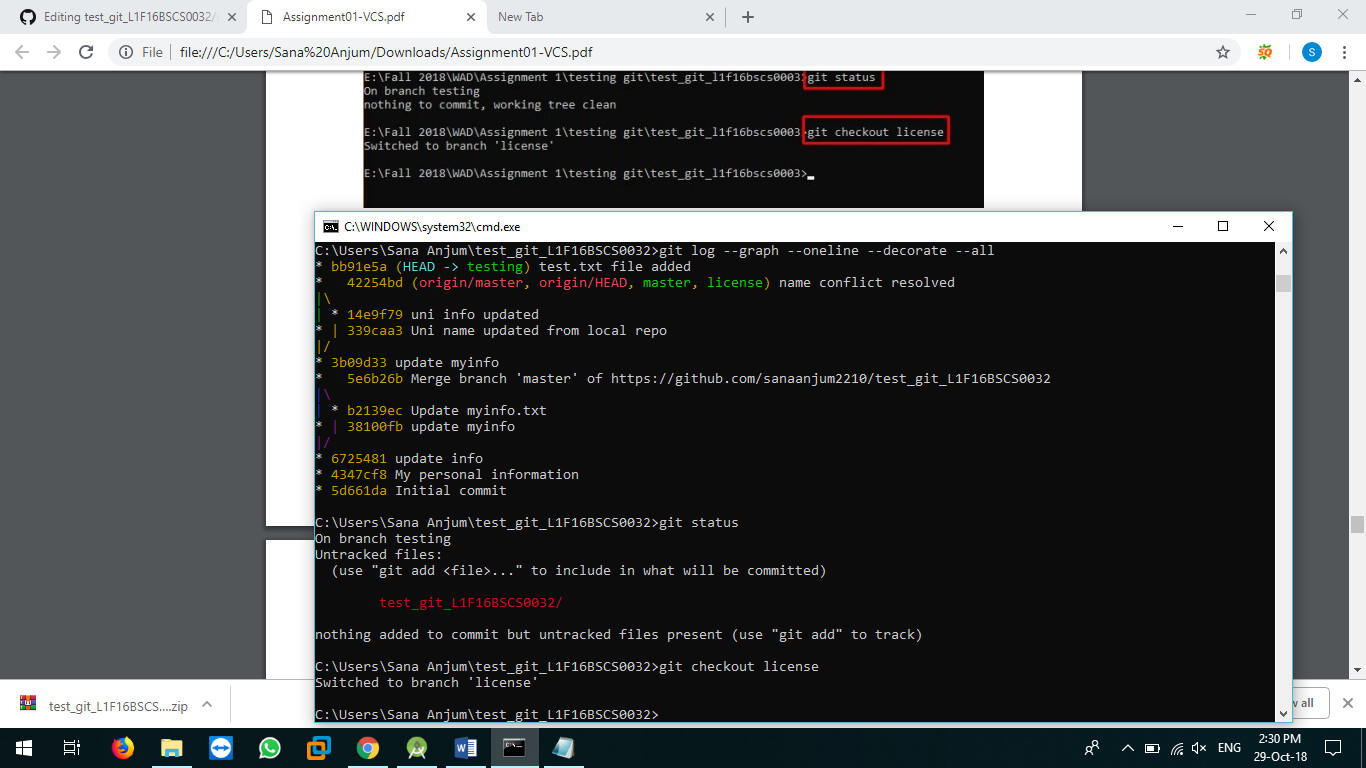 Editing test_git_L1F16BSCS0032/
Assignment01-VCS.pdf
New Tab
File
file:///C:/Users/Sana%20Anjum/Downloads/Assignment01-VCS.pdf
S
E:\Fall 2018\WAD\Assignment 1\testing git\test_git_l1f16bscs0003>git status
On branch testing
nothing to commit, working tree clean
E:\Fall 2018\WAD\Assignment 1\testing git\test_git_l1f16bscs0003>git checkout license
Switched to branch 'license'
E:\Fall 2018\WAD\Assignment 1\testing git\test_git_l1f16bscs0003>
C:\WINDOWS\system32\cmd.exe
C:\Users\Sana Anjum\test_git_L1F16BSCS0032>git log --graph --oneline --decorate --all
* bb91e5a (HEAD -> testing) test.txt file added
*   42254bd (origin/master, origin/HEAD, master, license) name conflict resolved
|\
| * 14e9f79 uni info updated
* | 339caa3 Uni name updated from local repo
|/
* 3b09d33 update myinfo
*   5e6b26b Merge branch 'master' of https://github.com/sanaanjum2210/test_git_L1F16BSCS0032
|\
| * b2139ec Update myinfo.txt
* | 38100fb update myinfo
|/
* 6725481 update info
* 4347cf8 My personal information
* 5d661da Initial commit
C:\Users\Sana Anjum\test_git_L1F16BSCS0032>git status
On branch testing
Untracked files:
  (use "git add <file>..." to include in what will be committed)
        test_git_L1F16BSCS0032/
nothing added to commit but untracked files present (use "git add" to track)
C:\Users\Sana Anjum\test_git_L1F16BSCS0032>git checkout license
Switched to branch 'license'
C:\Users\Sana Anjum\test_git_L1F16BSCS0032>
test_git_L1F16BSCS....zip
all
ENG
2:30 PM
29-Oct-18